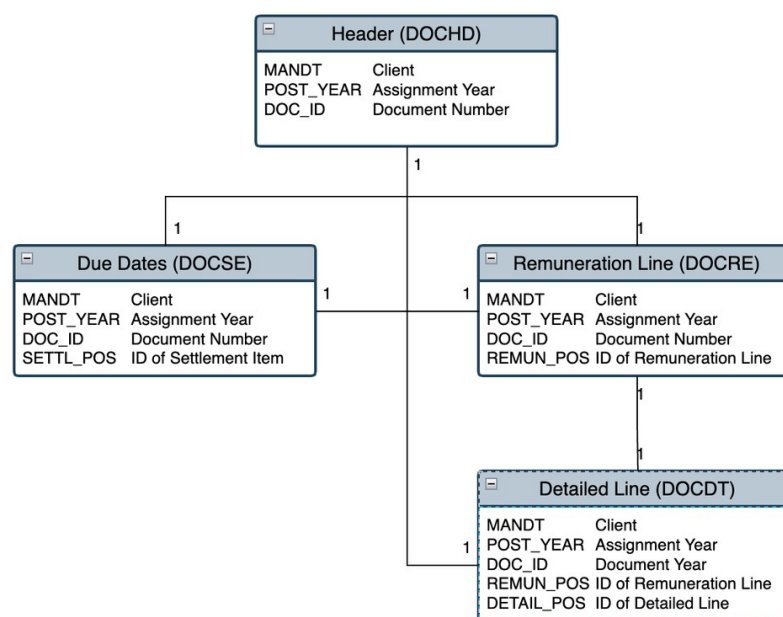 Header (DOCHD)
MANDT Client
POST_YEAR Assignment Year
DOC_ID Document Number
1
1
1
Due Dates (DOCSE)
MANDT Client
POST_YEAR Assignment Year
DOC_ID Document Number
SETTL_POS ID of Settlement Item
1
1
Remuneration Line (DOCRE)
MANDT Client
POST_YEAR Assignment Year
DOC_ID Document Number
REMUN_POS ID of Remuneration Line
1
1
1
Detailed Line (DOCDT)
MANDT Client
POST_YEAR Assignment Year
DOC_ID Document Year
REMUN_POS ID of Remuneration Line
DETAIL_POS ID of Detailed Line